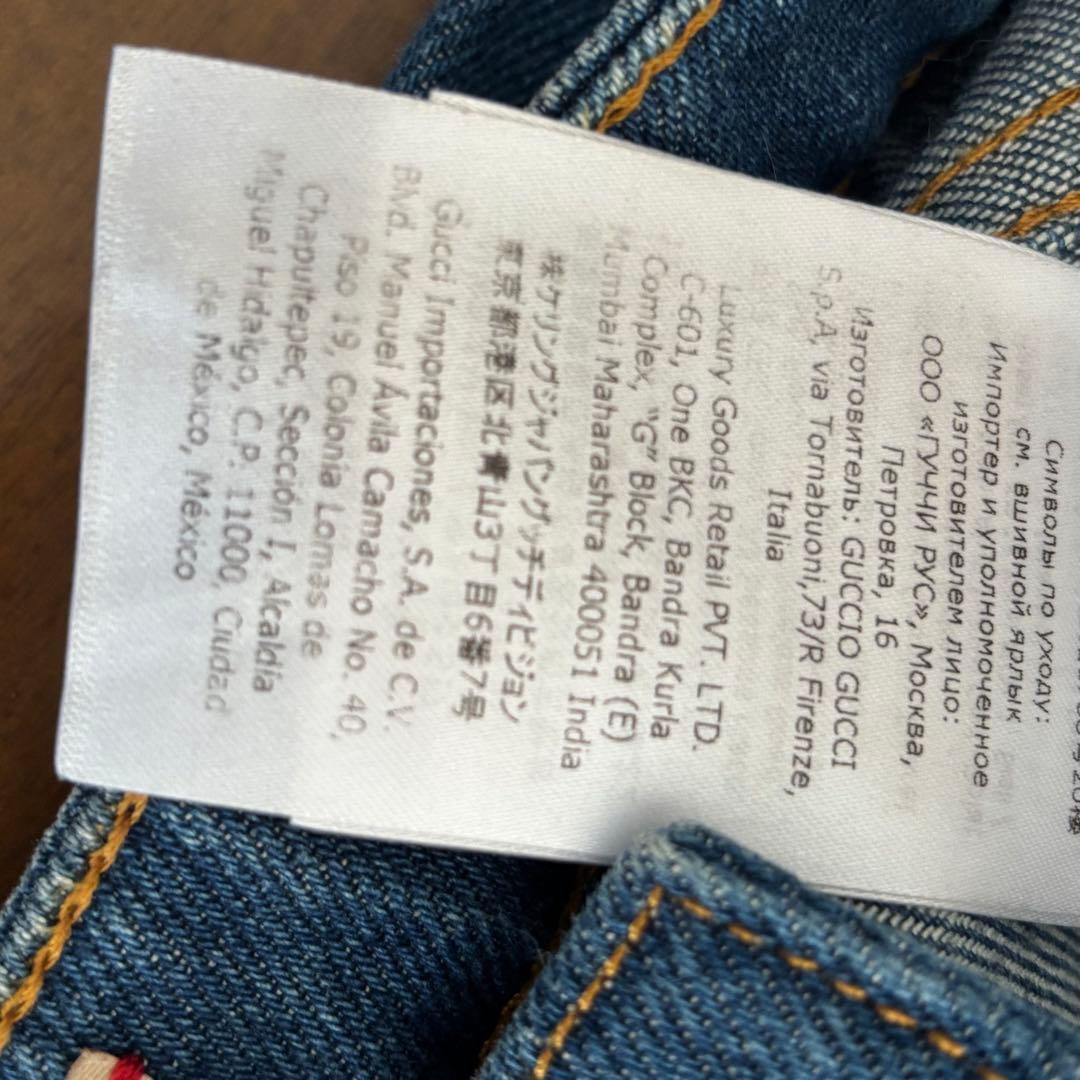 Символы по уходу:
см. вшивной ярлык
Импортер и уполномоченное
изготовителем лицо:
ООО «ГУЧЧИ РУС», Москва,
Петровка, 16
Изготовитель: GUCCIO GUCCI
S.p.A, via Tornabuoni,73/R Firenze,
Italia
Luxury Goods Retail PVT. LTD.
C-601, One BKC, Bandra Kurla
Complex, "G" Block, Bandra (E)
Mumbai Maharashtra 400051 India
㈱ケリングジャパングッチディビジョン
東京都港区北青山3丁目6番7号
Gucci Importaciones, S.A. de C.V.
Blvd. Manuel Ávila Camacho No. 40,
Piso 19, Colonia Lomas de
Chapultepec, Sección I, Alcaldia
Miguel Hidalgo, C.P. 11000, Ciudad
de México, México